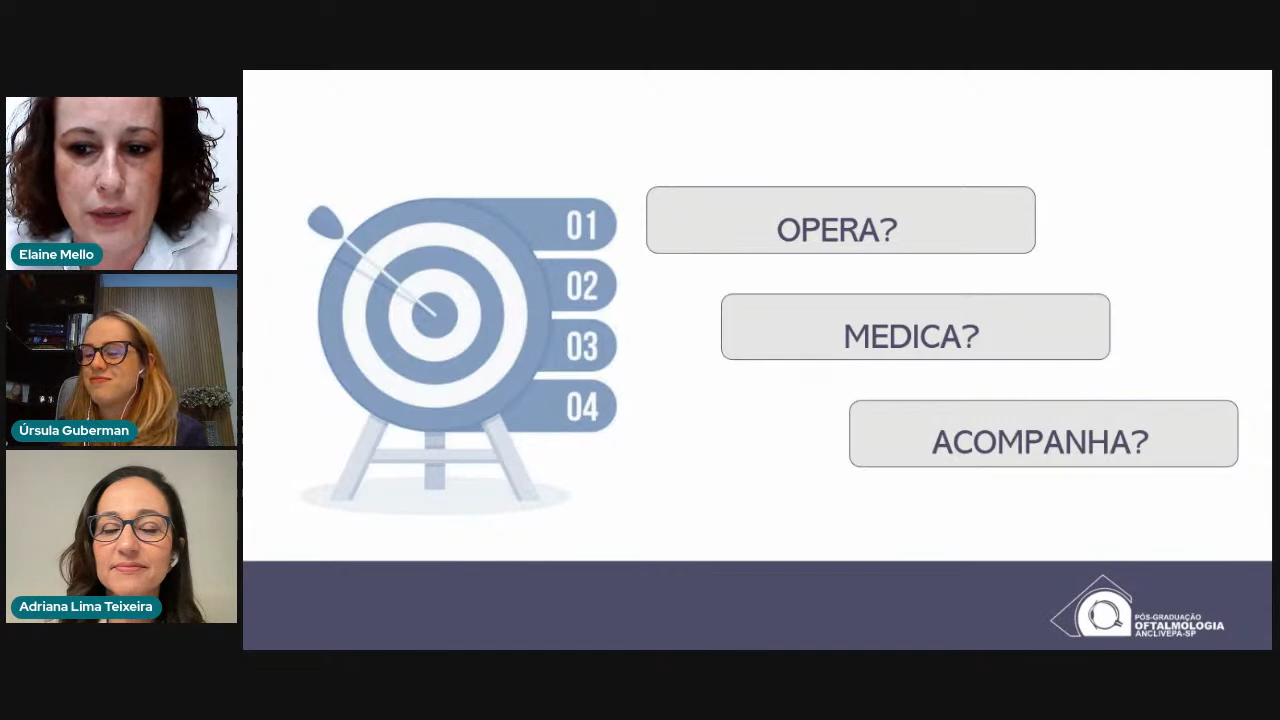 Elaine Mello
Úrsula Guberman
Adriana Lima Teixeira
01
02
03
04
OPERA?
MEDICA?
ACOMPANHA?
PÓS-GRADUAÇÃO
OFTALMOLOGIA
ANCLIVEPA-SP